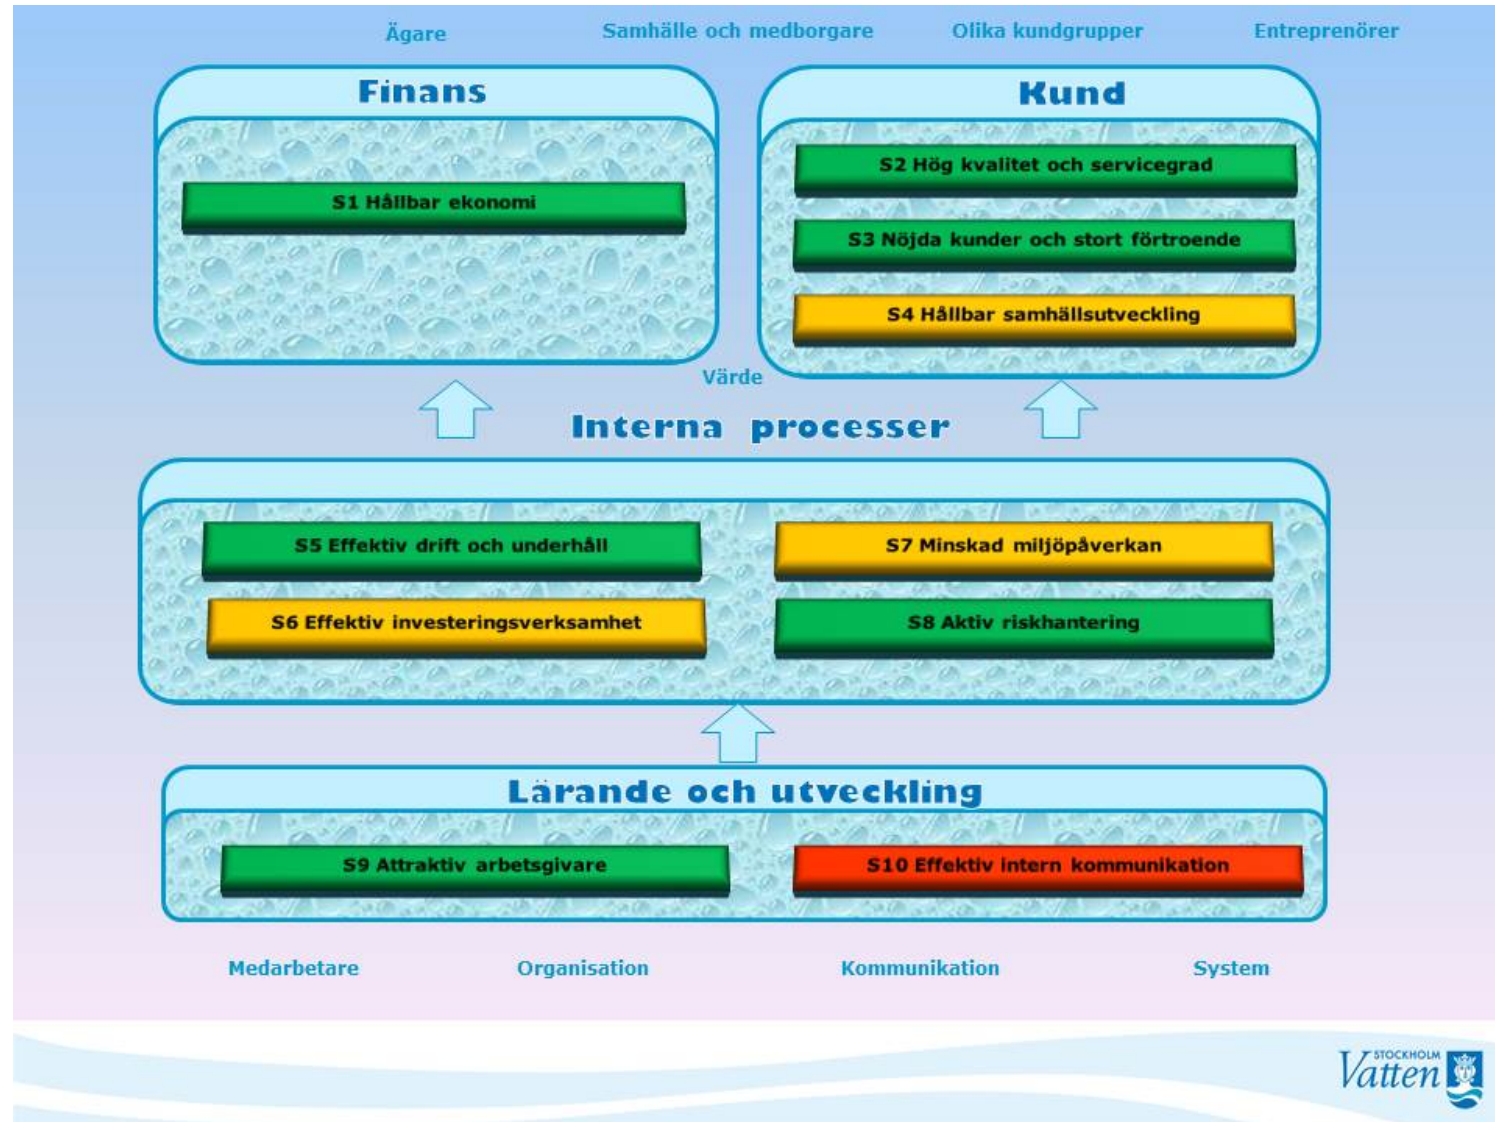 Ägare
Samhälle och medborgare
Olika kundgrupper
Entreprenörer
Finans
Kund
S1 Hållbar ekonomi
S2 Hög kvalitet och servicegrad
S3 Nöjda kunder och stort förtroende
S4 Hållbar samhällsutveckling
Värde
Interna processer
S5 Effektiv drift och underhåll
S7 Minskad miljöpåverkan
S6 Effektiv investeringsverksamhet
S8 Aktiv riskhantering
Lärande och utveckling
S9 Attraktiv arbetsgivare
S10 Effektiv intern kommunikation
Medarbetare
Organisation
Kommunikation
System
STOCKHOLM
Vatten